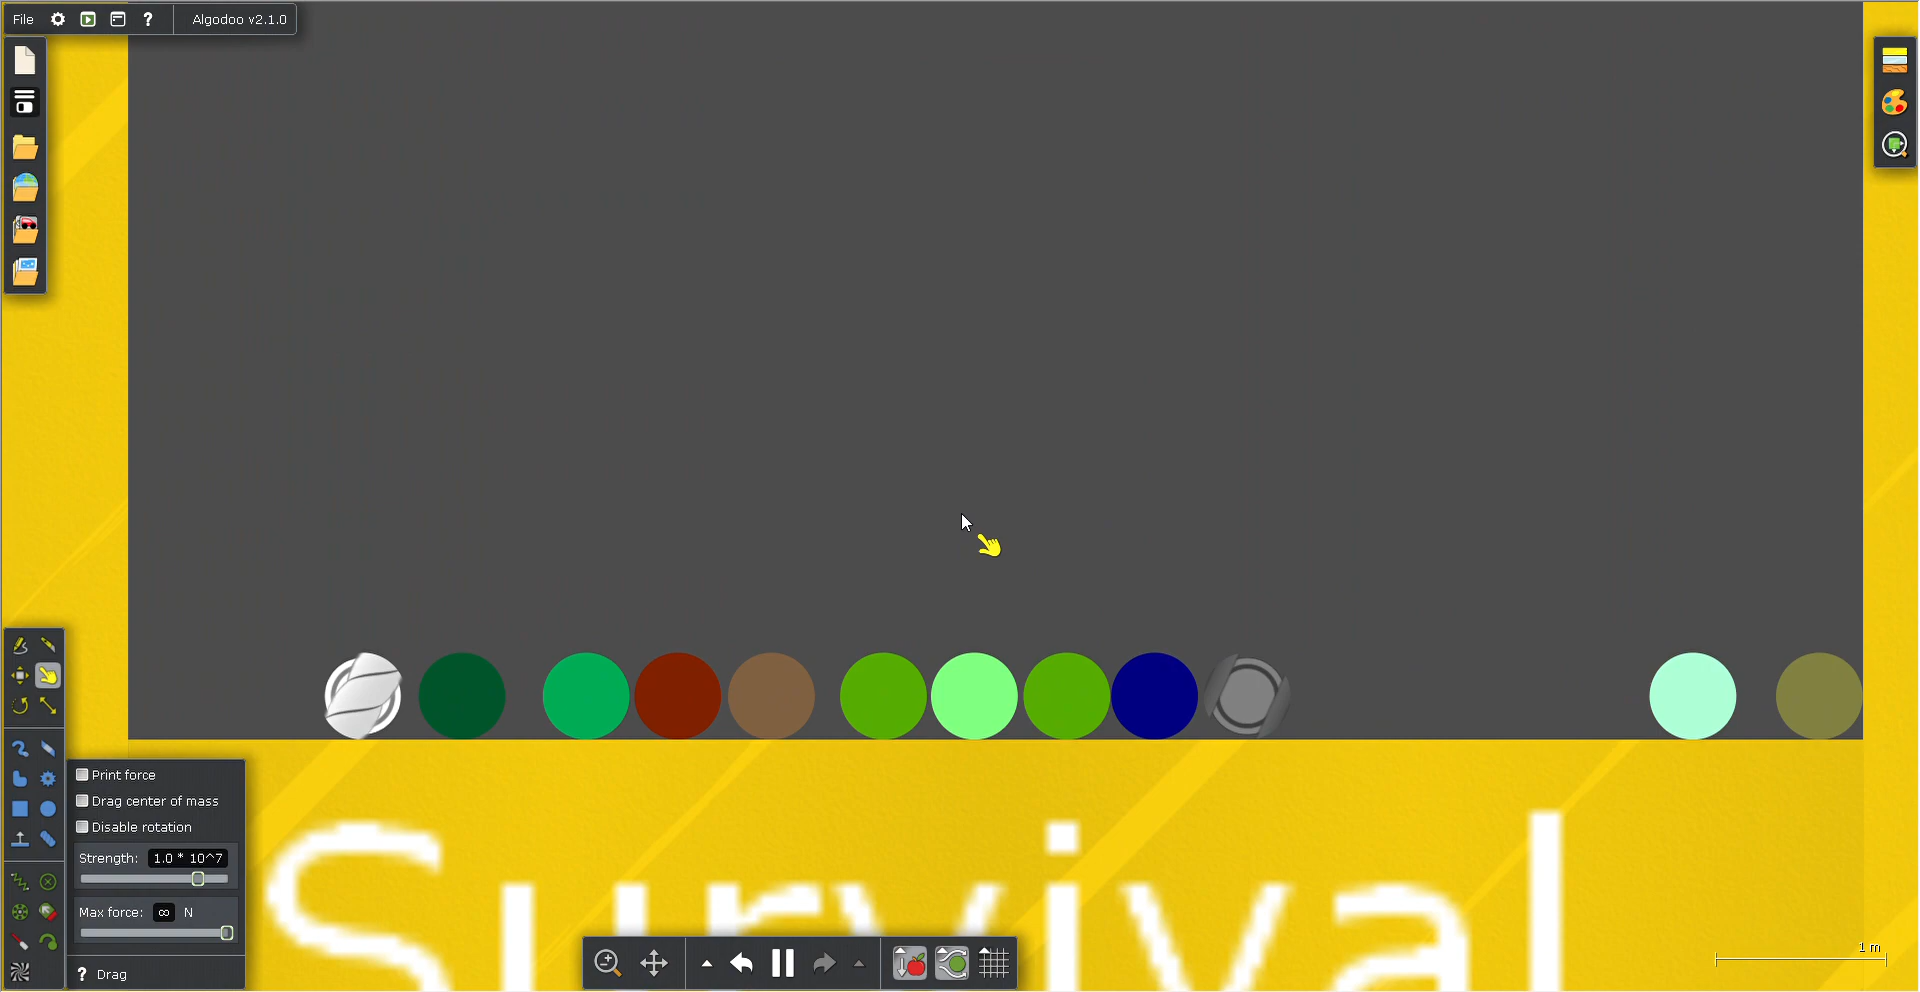 File ? Algodoo v2.1.0
Print force
Drag center of mass
Disable rotation
Strength: 1.0 * 10^7
Max force: ∞ N
? Drag
Survival
1 m